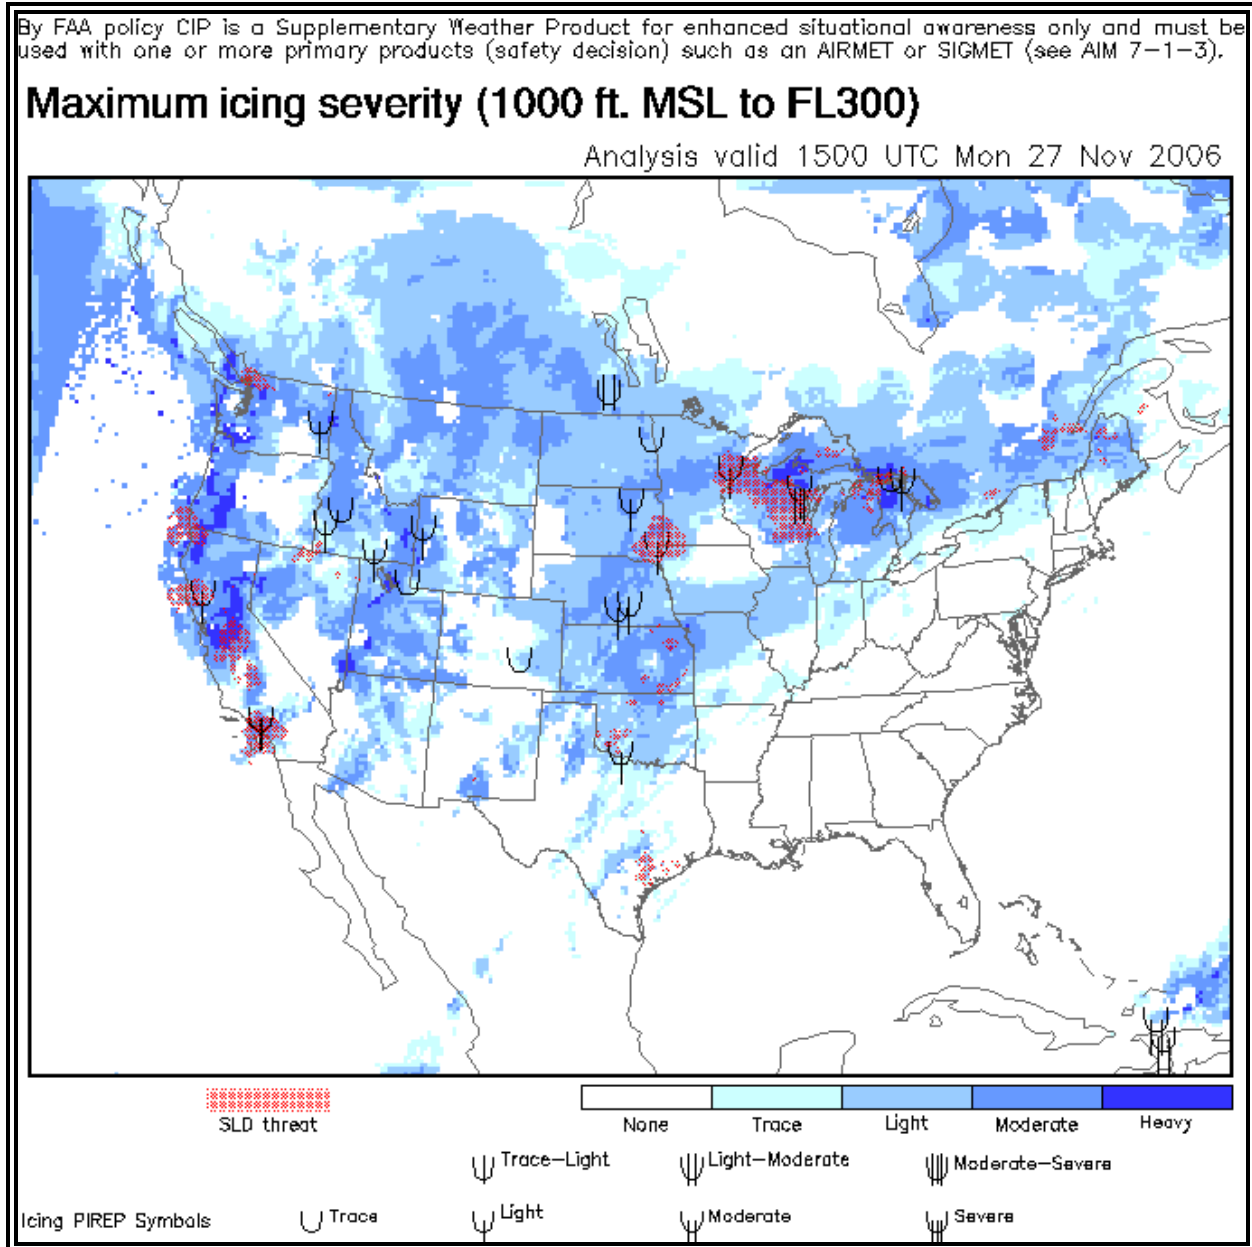 By FAA policy CIP is a Supplementary Weather Product for enhanced situational awareness only and must be
used with one or more primary products (safety decision) such as an AIRMET or SIGMET (see AIM 7-1-3).
Maximum icing severity (1000 ft. MSL to FL300)
Analysis valid 1500 UTC Mon 27 Nov 2006
SLD threat
None Trace Light Moderate Heavy
Trace-Light Light-Moderate Moderate-Severe
Icing PIREP Symbols Trace Light Moderate Severe